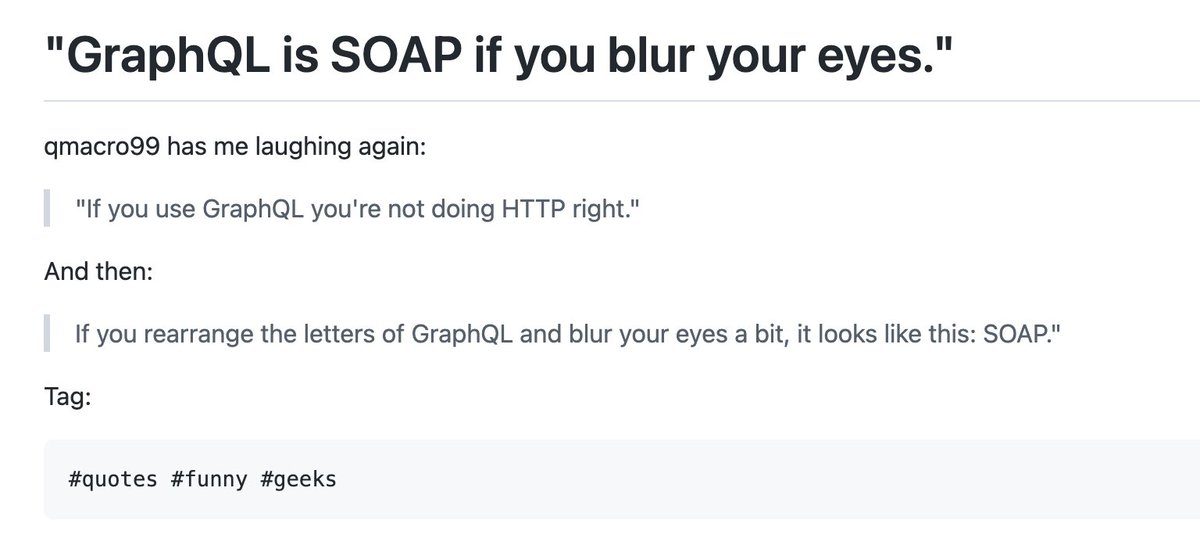 "GraphQL is SOAP if you blur your eyes."
qmacro99 has me laughing again:
"If you use GraphQL you're not doing HTTP right."
And then:
If you rearrange the letters of GraphQL and blur your eyes a bit, it looks like this: SOAP."
Tag:
#quotes #funny #geeks